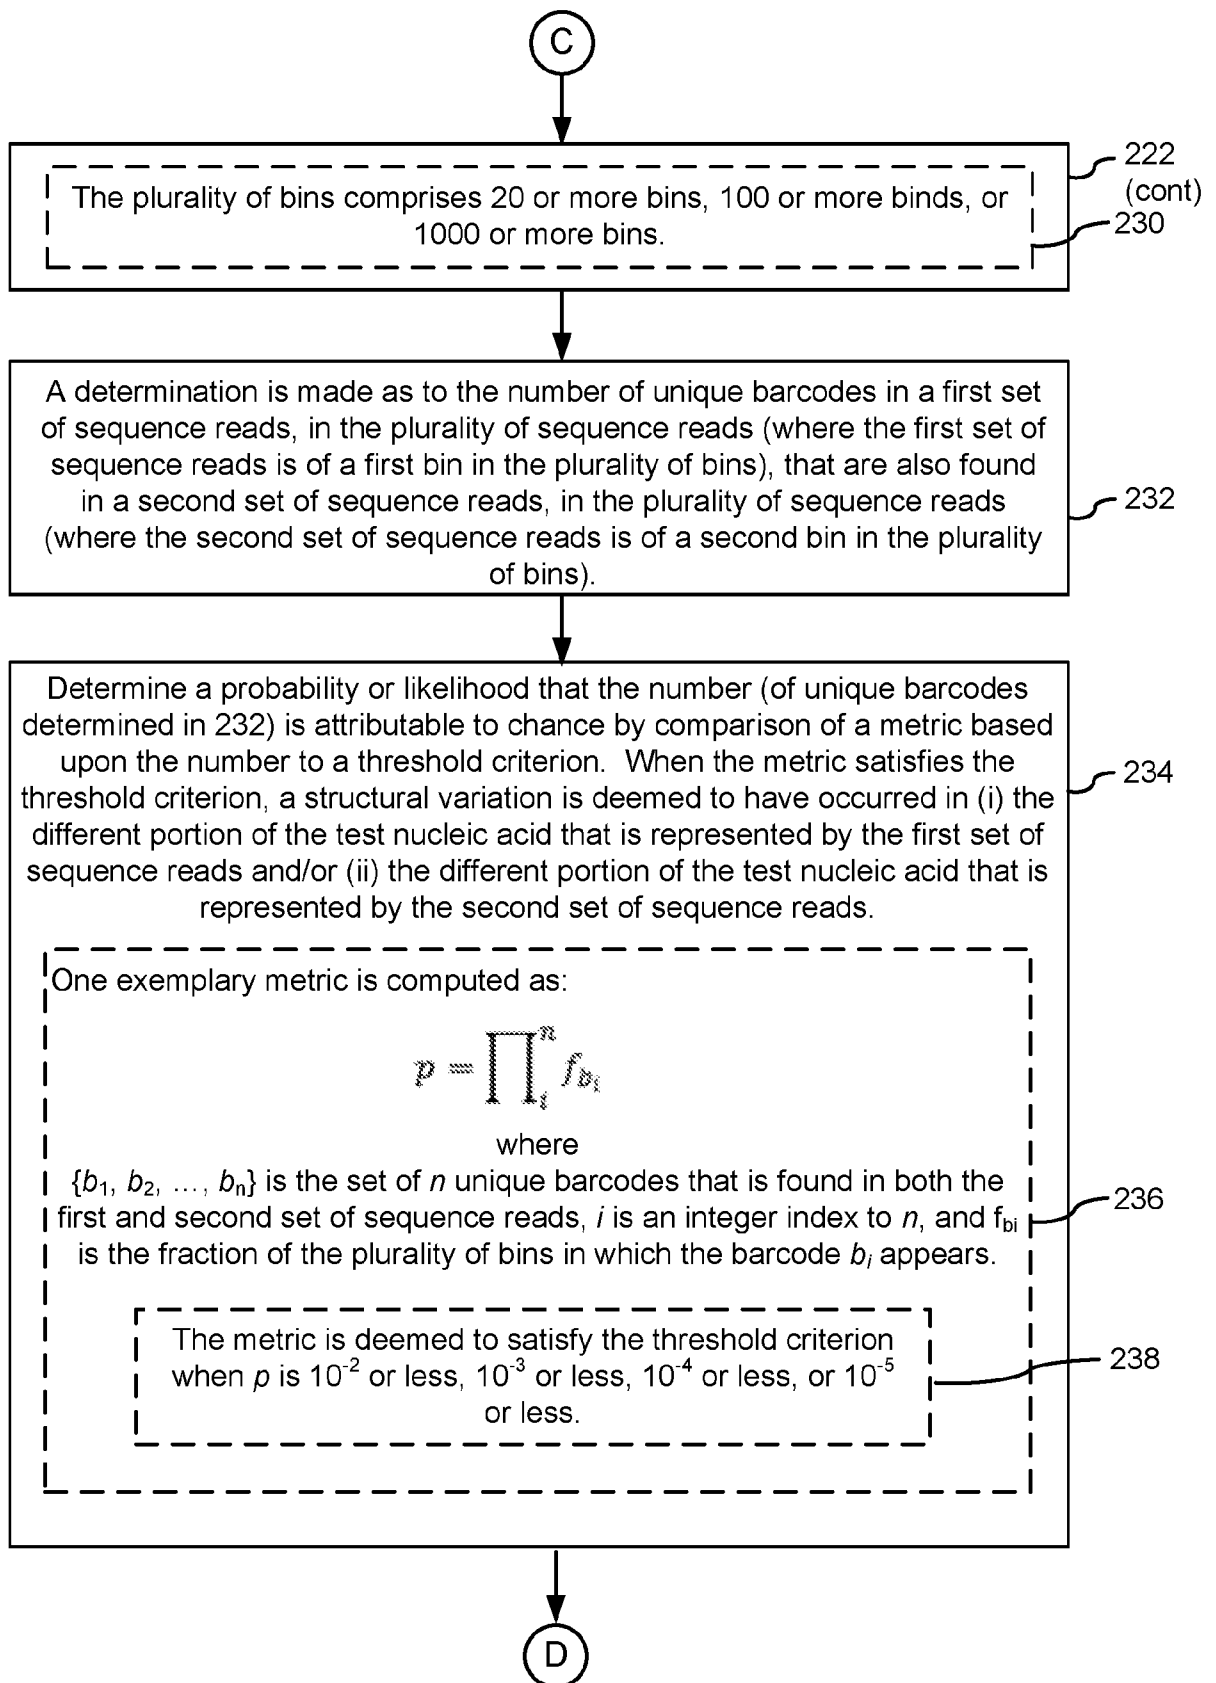 C
The plurality of bins comprises 20 or more bins, 100 or more binds, or
1000 or more bins.
222
(cont)
230
A determination is made as to the number of unique barcodes in a first set
of sequence reads, in the plurality of sequence reads (where the first set of
sequence reads is of a first bin in the plurality of bins), that are also found
in a second set of sequence reads, in the plurality of sequence reads
(where the second set of sequence reads is of a second bin in the plurality
of bins).
232
Determine a probability or likelihood that the number (of unique barcodes
determined in 232) is attributable to chance by comparison of a metric based
upon the number to a threshold criterion.  When the metric satisfies the
threshold criterion, a structural variation is deemed to have occurred in (i) the
different portion of the test nucleic acid that is represented by the first set of
sequence reads and/or (ii) the different portion of the test nucleic acid that is
represented by the second set of sequence reads.
234
One exemplary metric is computed as:
p = ∏_i^n f_{b_i}
where
{b₁, b₂, …, bₙ} is the set of n unique barcodes that is found in both the
first and second set of sequence reads, i is an integer index to n, and f_{bi}
is the fraction of the plurality of bins in which the barcode b_i appears.
236
The metric is deemed to satisfy the threshold criterion
when p is 10⁻² or less, 10⁻³ or less, 10⁻⁴ or less, or 10⁻⁵
or less.
238
D